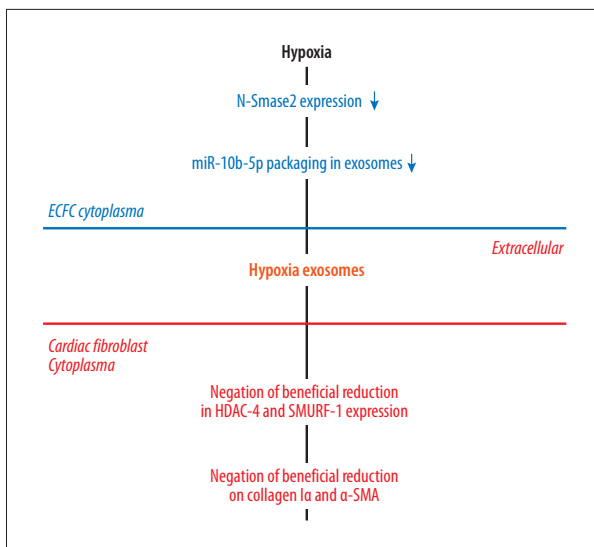 Hypoxia
N-Smase2 expression ↓
miR-10b-5p packaging in exosomes ↓
ECFC cytoplasma
Extracellular
Hypoxia exosomes
Cardiac fibroblast
Cytoplasma
Negation of beneficial reduction
in HDAC-4 and SMURF-1 expression
Negation of beneficial reduction
on collagen Iα and α-SMA